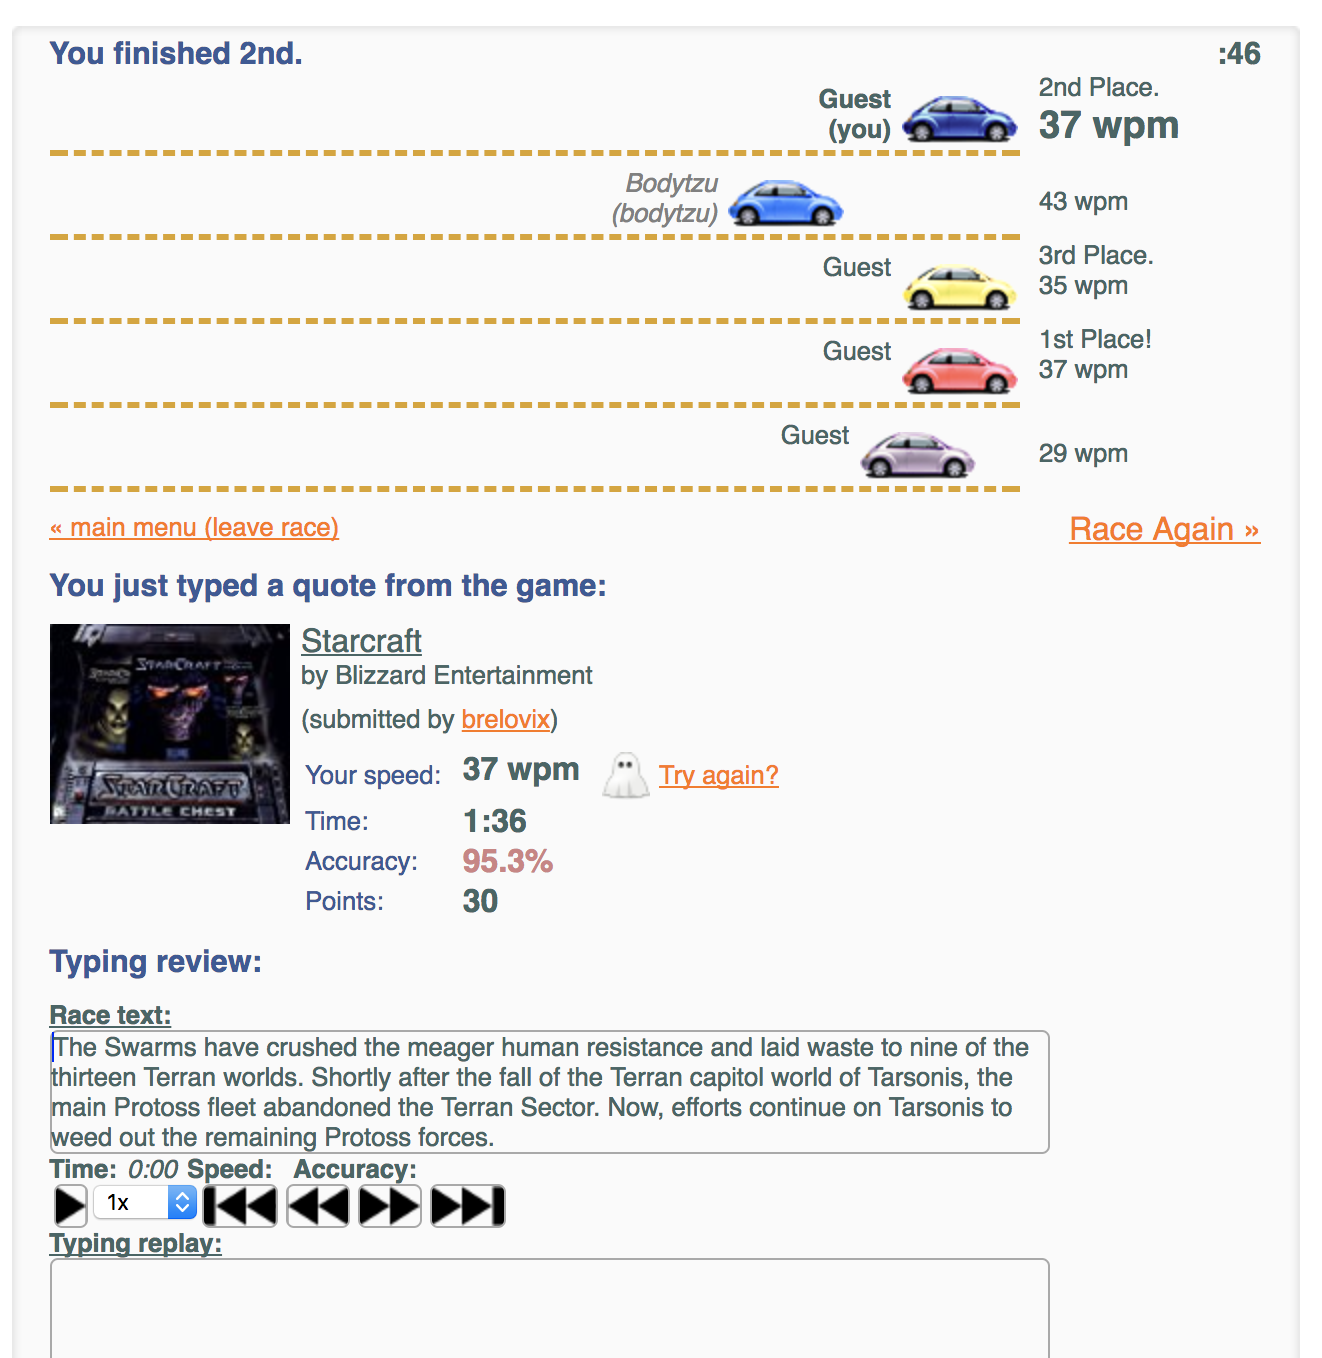 You finished 2nd.
:46
Guest
(you)
2nd Place.
37 wpm
Bodytzu
(bodytzu)
43 wpm
Guest
3rd Place.
35 wpm
Guest
1st Place!
37 wpm
Guest
29 wpm
« main menu (leave race)
Race Again »
You just typed a quote from the game:
STARCRAFT
STARCRAFT
BATTLE CHEST
Starcraft
by Blizzard Entertainment
(submitted by brelovix)
Your speed: 37 wpm Try again?
Time: 1:36
Accuracy: 95.3%
Points: 30
Typing review:
Race text:
The Swarms have crushed the meager human resistance and laid waste to nine of the
thirteen Terran worlds. Shortly after the fall of the Terran capitol world of Tarsonis, the
main Protoss fleet abandoned the Terran Sector. Now, efforts continue on Tarsonis to
weed out the remaining Protoss forces.
Time: 0:00 Speed: Accuracy:
1x
Typing replay: